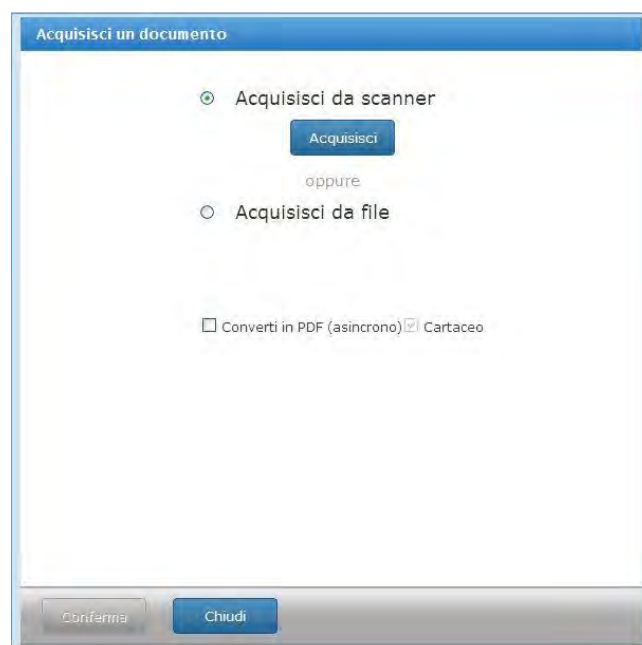 Acquisisci un documento
Acquisisci da scanner
Acquisisci
oppure
Acquisisci da file
Converti in PDF (asincrono) Cartaceo
Conferma Chiudi